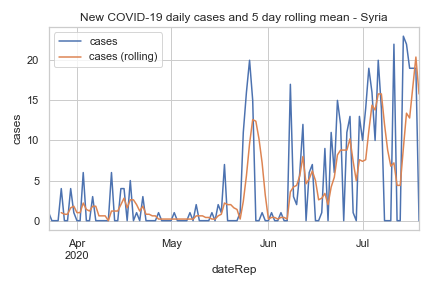 New COVID-19 daily cases and 5 day rolling mean - Syria
cases
cases (rolling)
20
15
10
5
0
cases
Apr
2020
May
Jun
Jul
dateRep